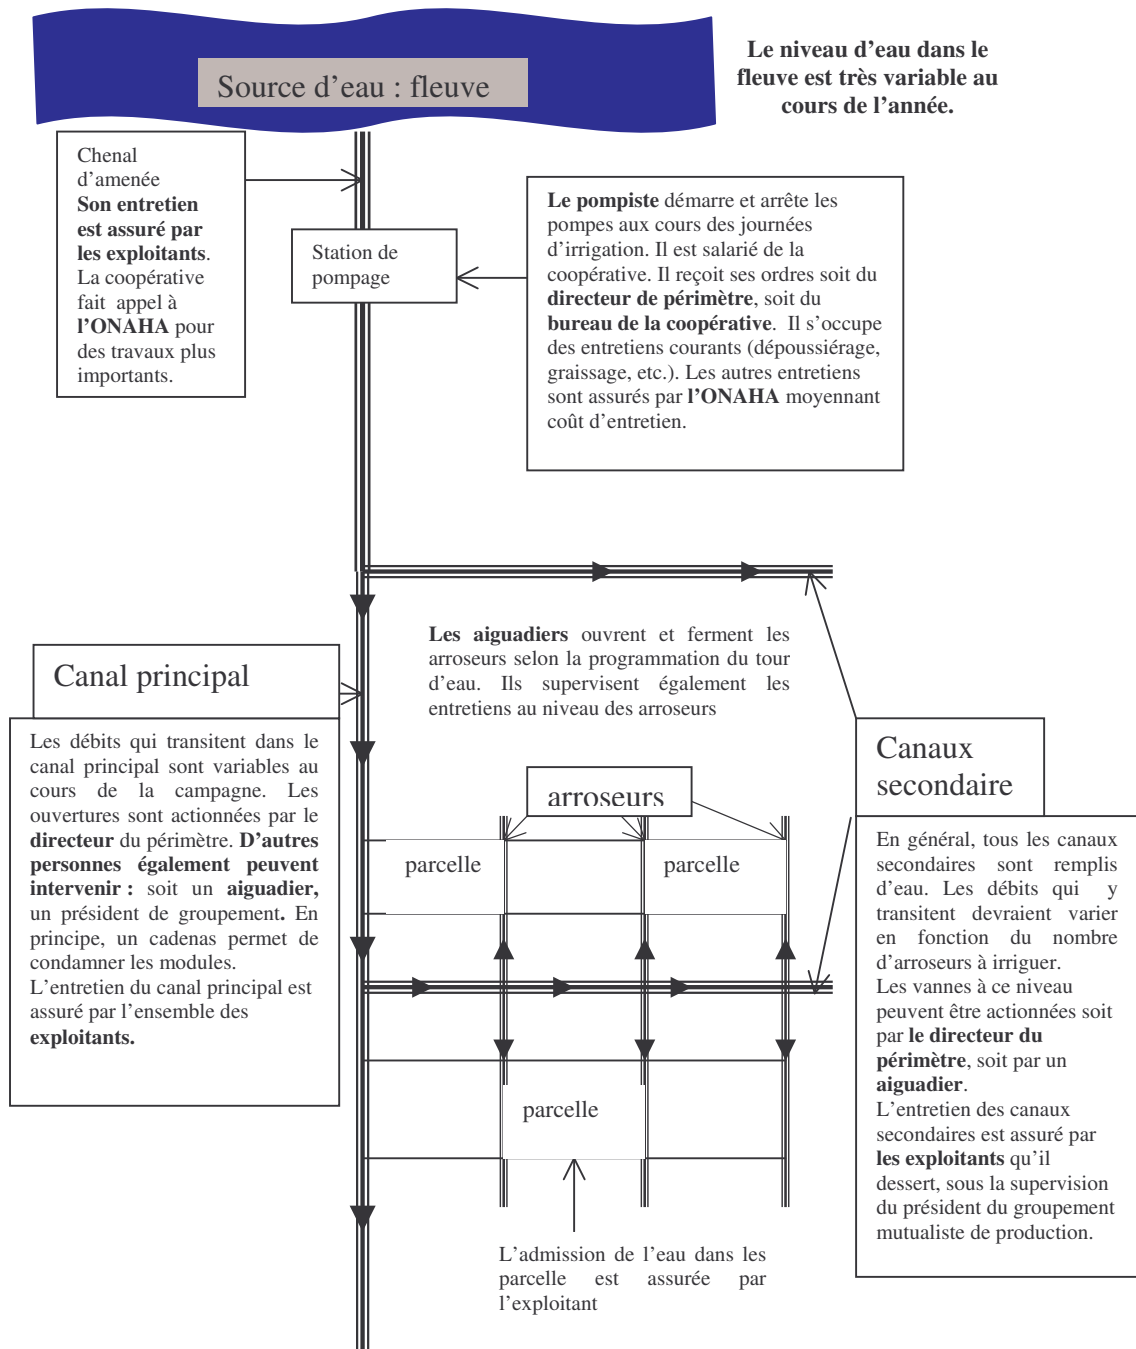 Source d’eau : fleuve
Le niveau d’eau dans le
fleuve est très variable au
cours de l’année.
Chenal
d’amenée
Son entretien
est assuré par
les exploitants.
La coopérative
fait appel à
l’ONAHA pour
des travaux plus
importants.
Station de
pompage
Le pompiste démarre et arrête les
pompes aux cours des journées
d’irrigation. Il est salarié de la
coopérative. Il reçoit ses ordres soit du
directeur de périmètre, soit du
bureau de la coopérative. Il s’occupe
des entretiens courants (dépoussiérage,
graissage, etc.). Les autres entretiens
sont assurés par l’ONAHA moyennant
coût d’entretien.
Les aiguadiers ouvrent et ferment les
arroseurs selon la programmation du tour
d’eau. Ils supervisent également les
entretiens au niveau des arroseurs
Canal principal
Les débits qui transitent dans le
canal principal sont variables au
cours de la campagne. Les
ouvertures sont actionnées par le
directeur du périmètre. D’autres
personnes également peuvent
intervenir : soit un aiguadier,
un président de groupement. En
principe, un cadenas permet de
condamner les modules.
L’entretien du canal principal est
assuré par l’ensemble des
exploitants.
arroseurs
parcelle
parcelle
parcelle
L’admission de l’eau dans les
parcelle est assurée par
l’exploitant
Canaux
secondaire
En général, tous les canaux
secondaires sont remplis
d’eau. Les débits qui y
transitent devraient varier
en fonction du nombre
d’arroseurs à irriguer.
Les vannes à ce niveau
peuvent être actionnées soit
par le directeur du
périmètre, soit par un
aiguadier.
L’entretien des canaux
secondaires est assuré par
les exploitants qu’il
dessert, sous la supervision
du président du groupement
mutualiste de production.